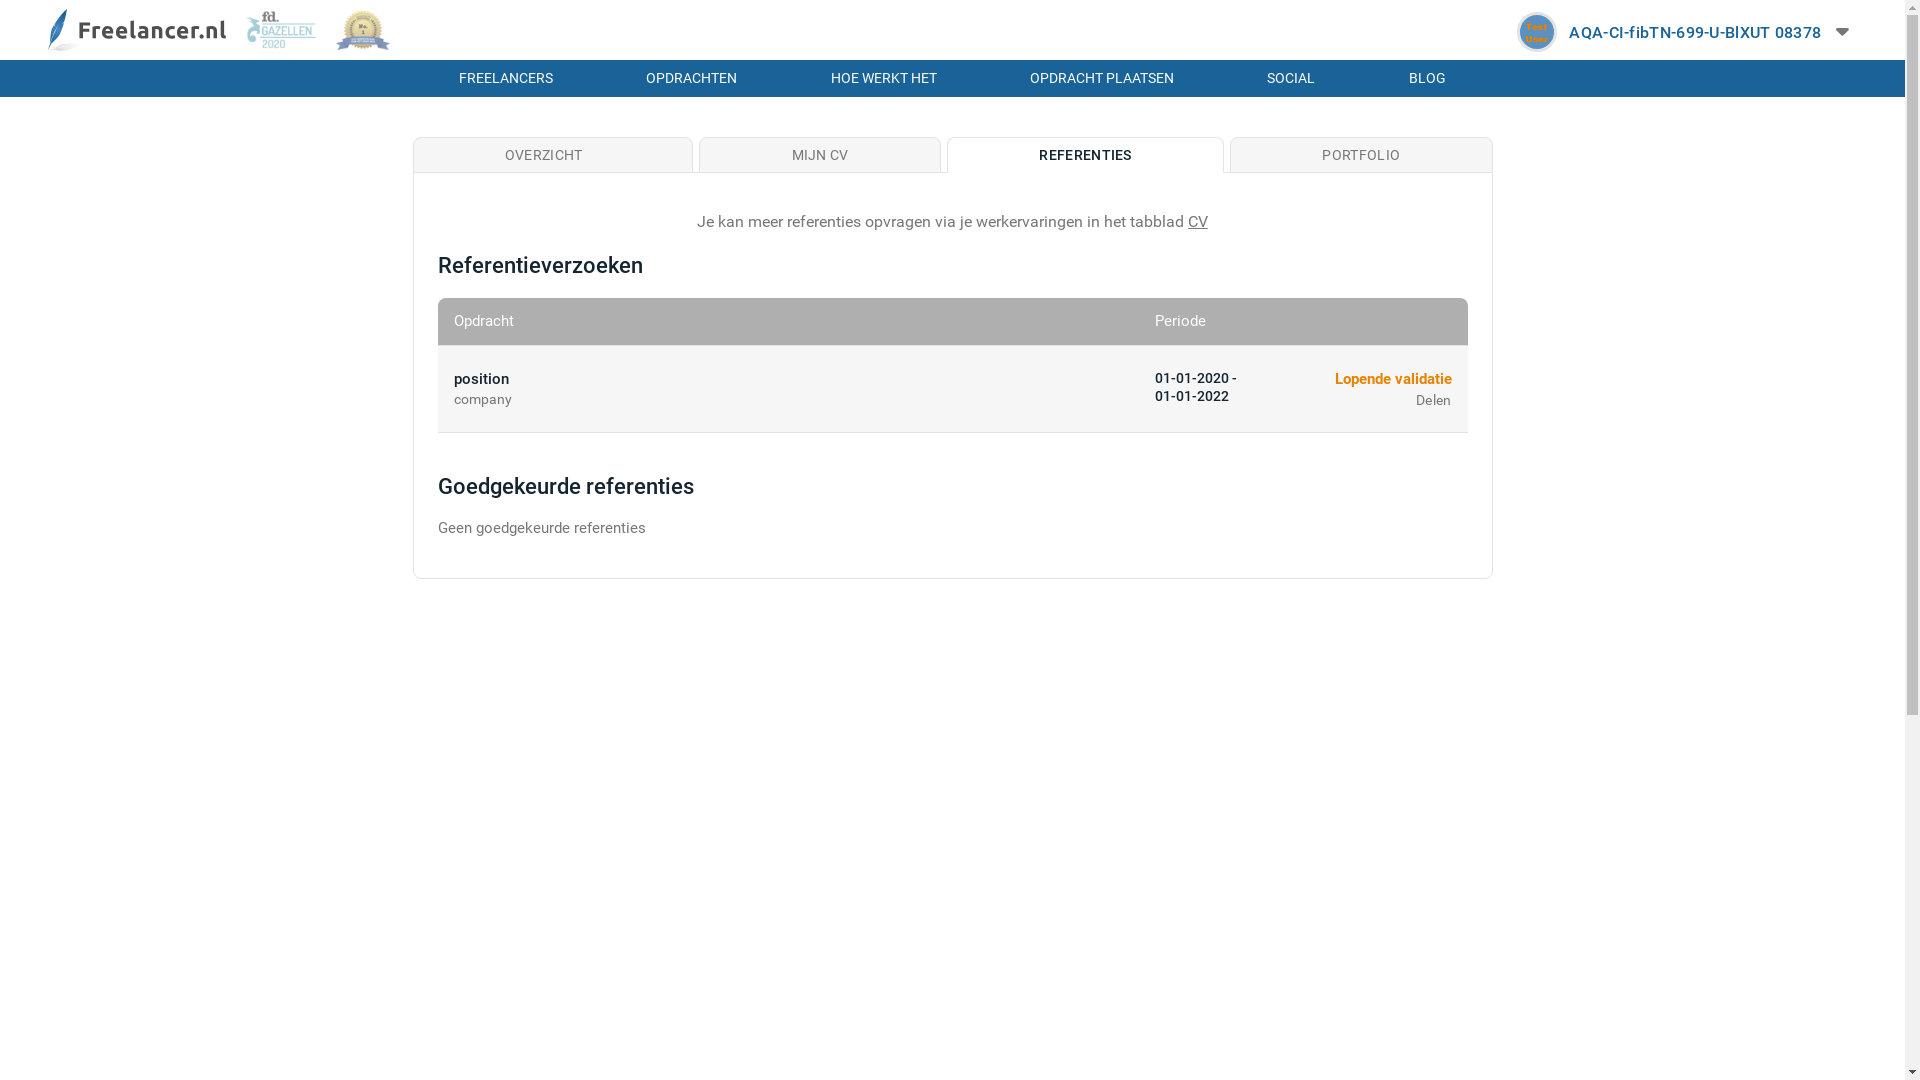 Freelancer.nl
fd.
GAZELLEN
2020
AQA-CI-fibTN-699-U-BlXUT 08378
FREELANCERS
OPDRACHTEN
HOE WERKT HET
OPDRACHT PLAATSEN
SOCIAL
BLOG
OVERZICHT
MIJN CV
REFERENTIES
PORTFOLIO
Je kan meer referenties opvragen via je werkervaringen in het tabblad CV
Referentieverzoeken
Opdracht
Periode
position
company
01-01-2020 -
01-01-2022
Lopende validatie
Delen
Goedgekeurde referenties
Geen goedgekeurde referenties